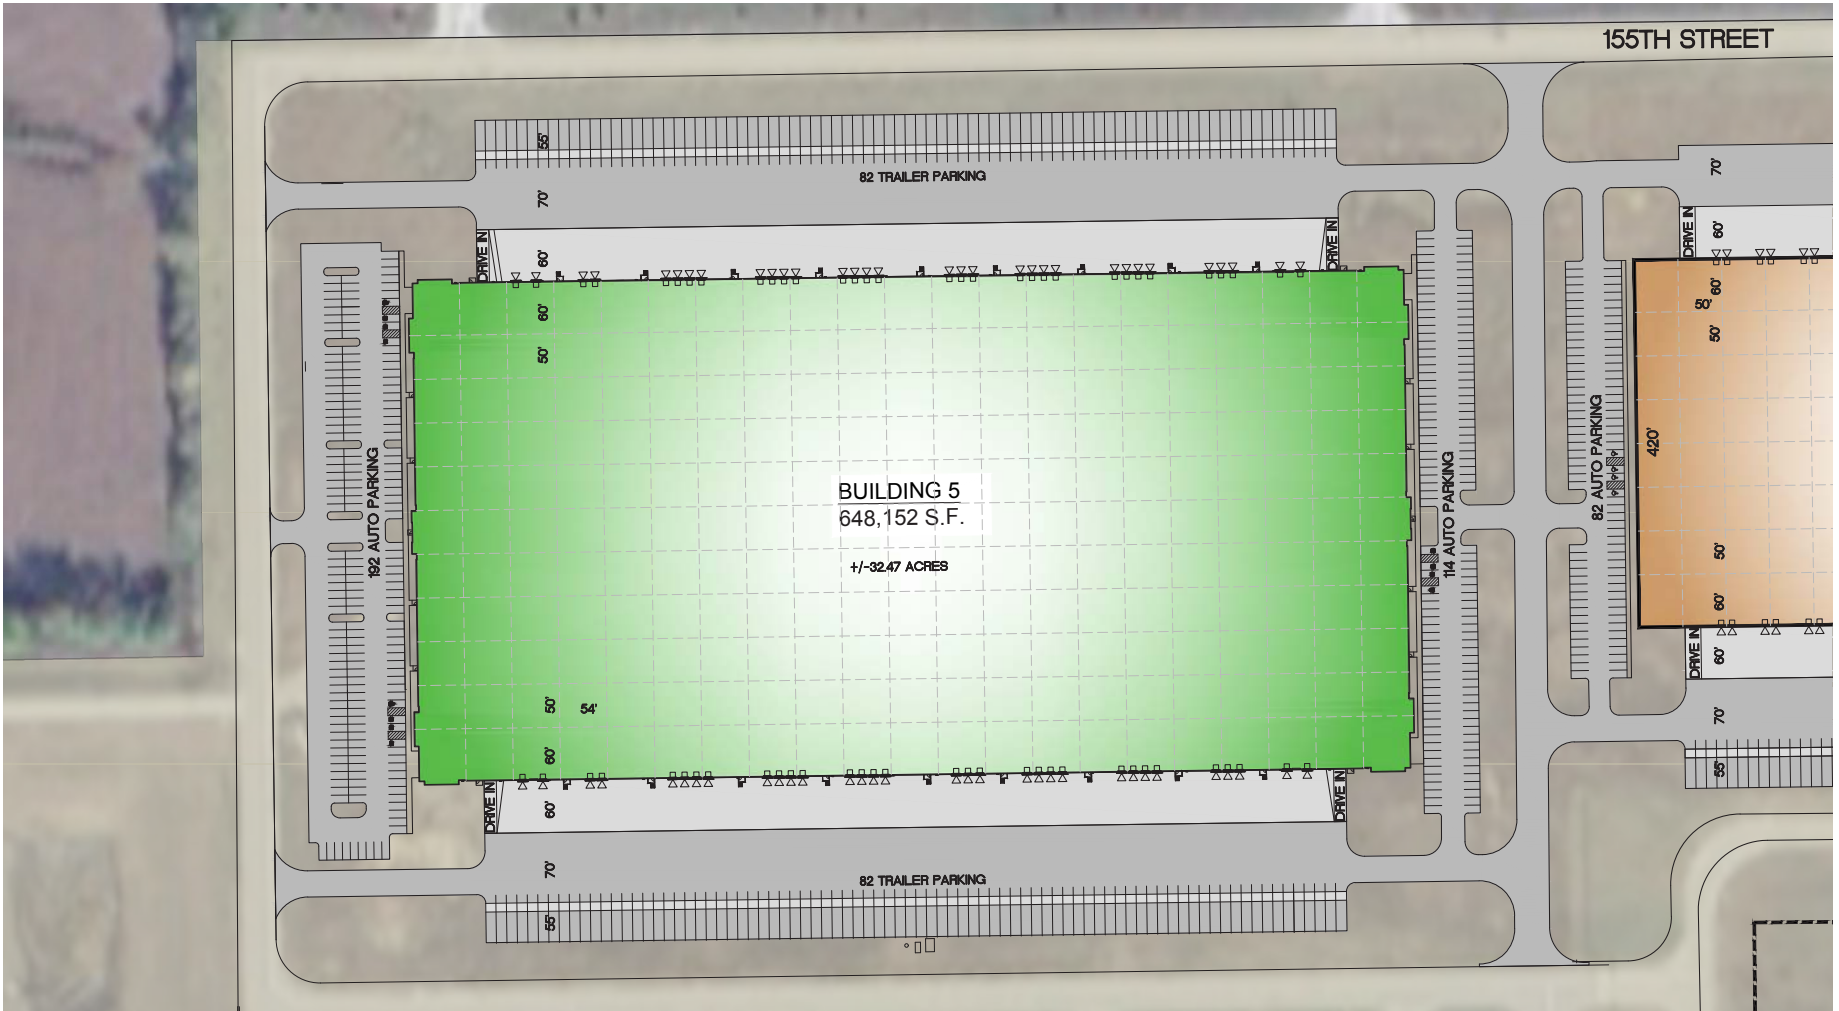 155TH STREET
55'
82 TRAILER PARKING
70'
70'
DRIVE IN
60'
DRIVE IN
DRIVE IN
60'
60'
50'
60'
50'
50'
192 AUTO PARKING
BUILDING 5
648,152 S.F.
+/-32.47 ACRES
114 AUTO PARKING
82 AUTO PARKING
420'
50'
60'
50'
54'
60'
DRIVE IN
60'
DRIVE IN
DRIVE IN
60'
70'
70'
82 TRAILER PARKING
55'
55'